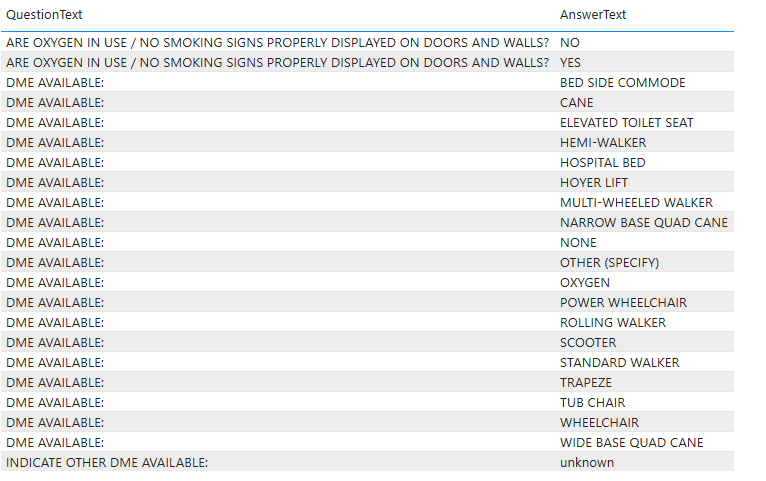 QuestionText AnswerText
ARE OXYGEN IN USE / NO SMOKING SIGNS PROPERLY DISPLAYED ON DOORS AND WALLS? NO
ARE OXYGEN IN USE / NO SMOKING SIGNS PROPERLY DISPLAYED ON DOORS AND WALLS? YES
DME AVAILABLE: BED SIDE COMMODE
DME AVAILABLE: CANE
DME AVAILABLE: ELEVATED TOILET SEAT
DME AVAILABLE: HEMI-WALKER
DME AVAILABLE: HOSPITAL BED
DME AVAILABLE: HOYER LIFT
DME AVAILABLE: MULTI-WHEELED WALKER
DME AVAILABLE: NARROW BASE QUAD CANE
DME AVAILABLE: NONE
DME AVAILABLE: OTHER (SPECIFY)
DME AVAILABLE: OXYGEN
DME AVAILABLE: POWER WHEELCHAIR
DME AVAILABLE: ROLLING WALKER
DME AVAILABLE: SCOOTER
DME AVAILABLE: STANDARD WALKER
DME AVAILABLE: TRAPEZE
DME AVAILABLE: TUB CHAIR
DME AVAILABLE: WHEELCHAIR
DME AVAILABLE: WIDE BASE QUAD CANE
INDICATE OTHER DME AVAILABLE: unknown